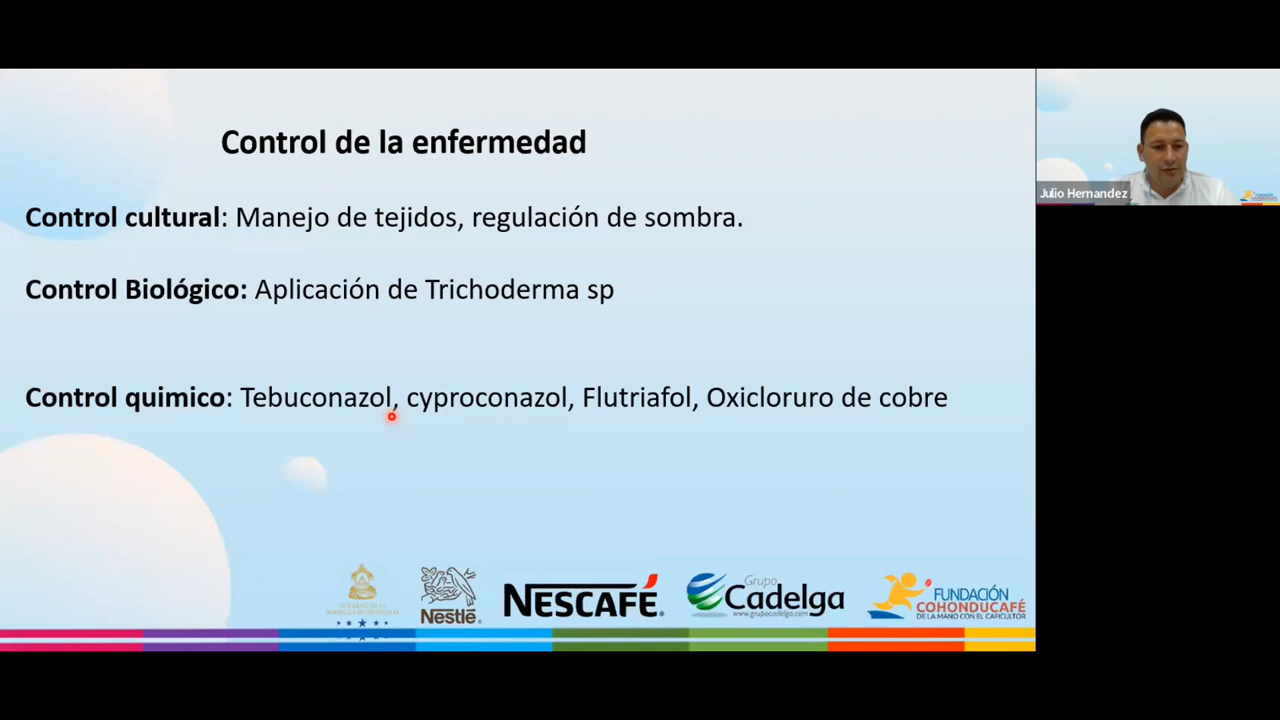 Control de la enfermedad
Julio Hernandez
Control cultural: Manejo de tejidos, regulación de sombra.
Control Biológico: Aplicación de Trichoderma sp
Control quimico: Tebuconazol, cyproconazol, Flutriafol, Oxicloruro de cobre
Nestlé
NESCAFÉ
Grupo
Cadelga
www.grupocadelga.com
FUNDACIÓN
COHONDUCAFÉ
DE LA MANO CON EL CAFICULTOR